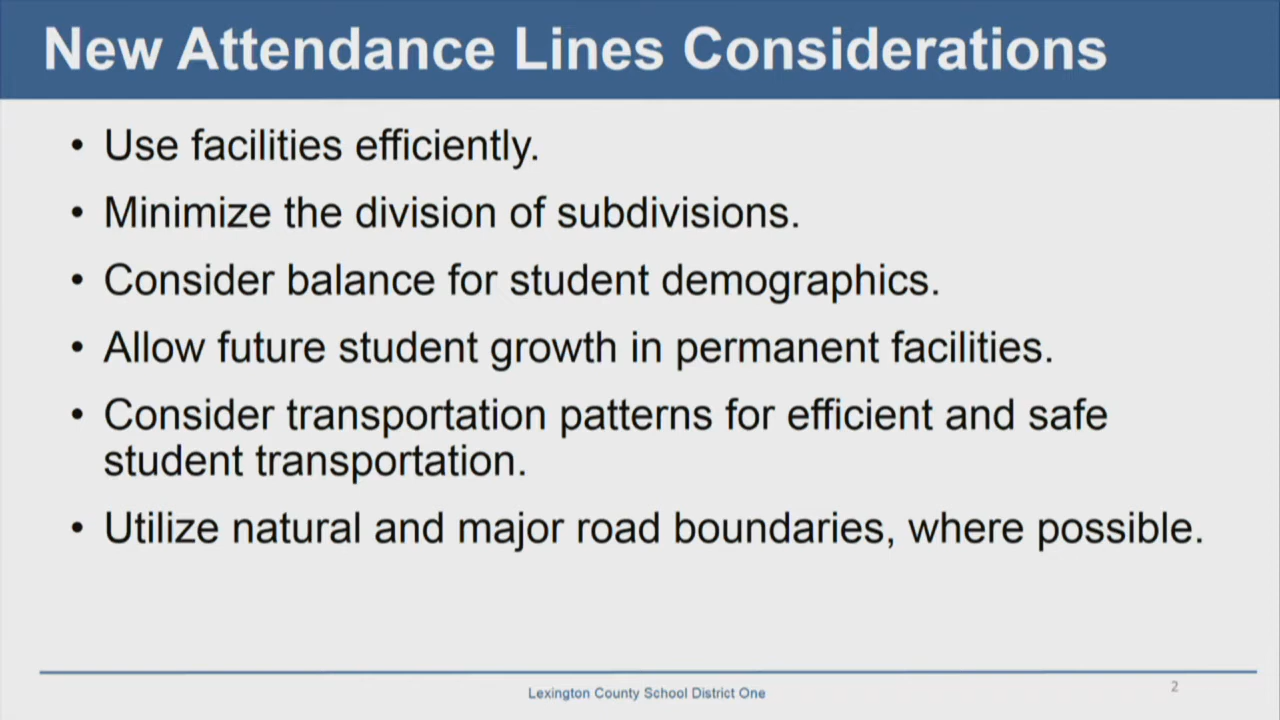 New Attendance Lines Considerations
• Use facilities efficiently.
• Minimize the division of subdivisions.
• Consider balance for student demographics.
• Allow future student growth in permanent facilities.
• Consider transportation patterns for efficient and safe
student transportation.
• Utilize natural and major road boundaries, where possible.
Lexington County School District One
2